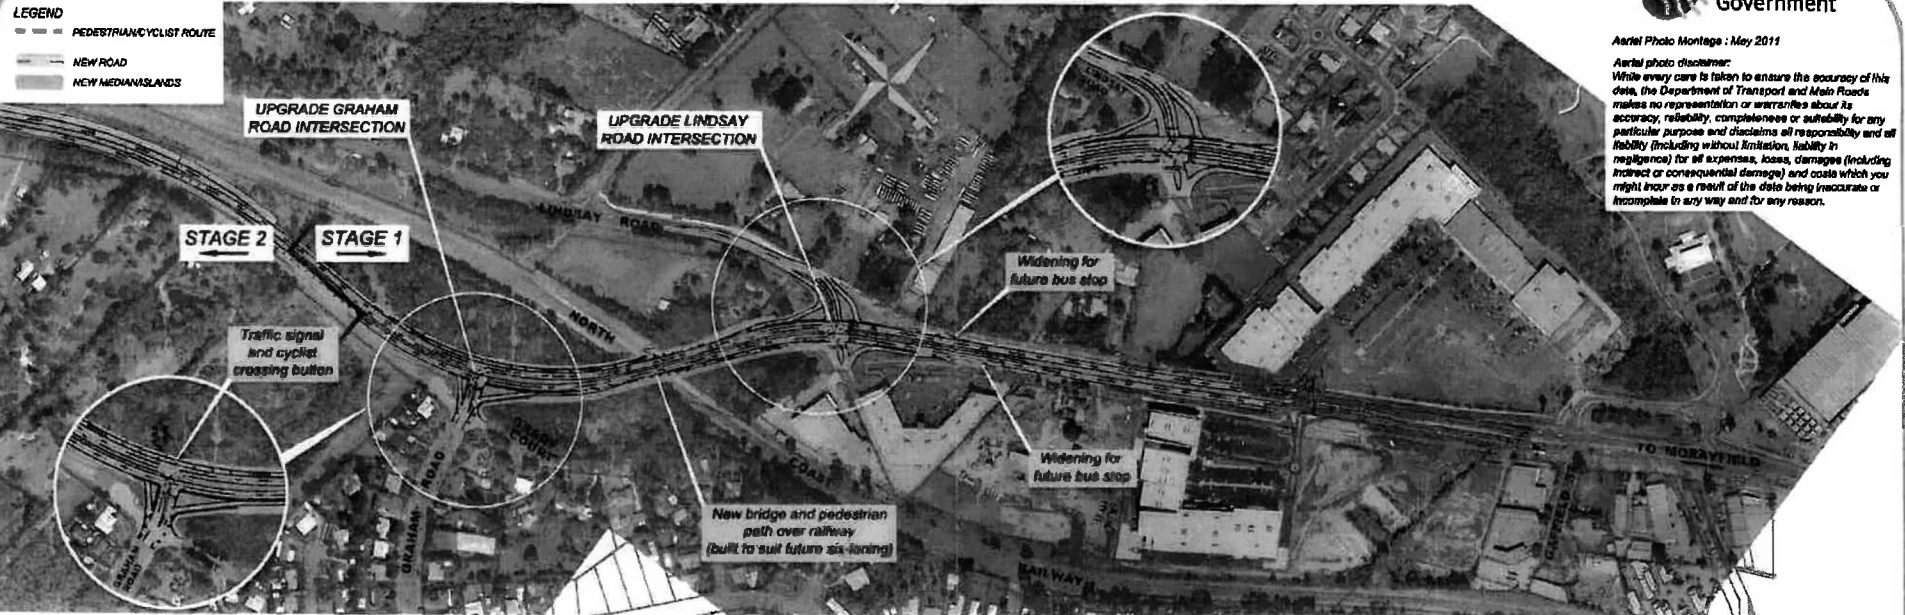 LEGEND
PEDESTRIAN/CYCLIST ROUTE
NEW ROAD
NEW MEDIAN/ISLANDS
Government
Aerial Photo Montage : May 2011
Aerial photo disclaimer:
While every care is taken to ensure the accuracy of this
data, the Department of Transport and Main Roads
makes no representation or warranties about its
accuracy, reliability, completeness or suitability for any
particular purpose and disclaims all responsibility and all
liability (including without limitation, liability in
negligence) for all expenses, losses, damages (including
indirect or consequential damage) and costs which you
might incur as a result of the data being inaccurate or
incomplete in any way and for any reason.
UPGRADE GRAHAM
ROAD INTERSECTION
UPGRADE LINDSAY
ROAD INTERSECTION
LINDSAY
ROAD
LINDSAY ROAD
STAGE 2
STAGE 1
Widening for
future bus stop
NORTH
Traffic signal
and cyclist
crossing button
COURT
GRAHAM ROAD
GRAHAM
ROAD
COAST
Widening for
future bus stop
TO MORAYFIELD
New bridge and pedestrian
path over railway
(built to suit future six-laning)
RAILWAY